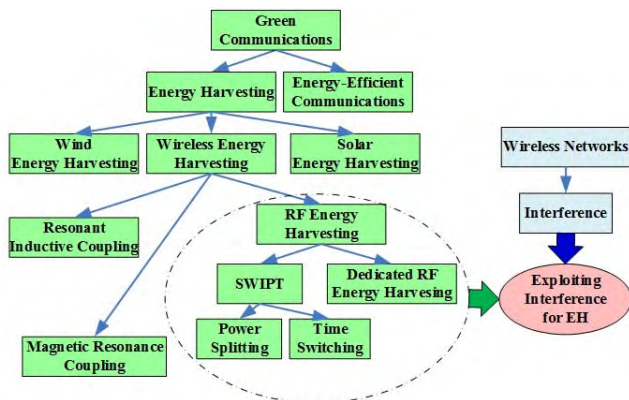 Green
Communications
Energy Harvesting
Energy-Efficient
Communications
Wind
Energy Harvesting
Wireless Energy
Harvesting
Solar
Energy Harvesting
Wireless Networks
Resonant
Inductive Coupling
RF Energy
Harvesting
Interference
SWIPT
Dedicated RF
Energy Harvesing
Exploiting
Interference
for EH
Power
Splitting
Time
Switching
Magnetic Resonance
Coupling